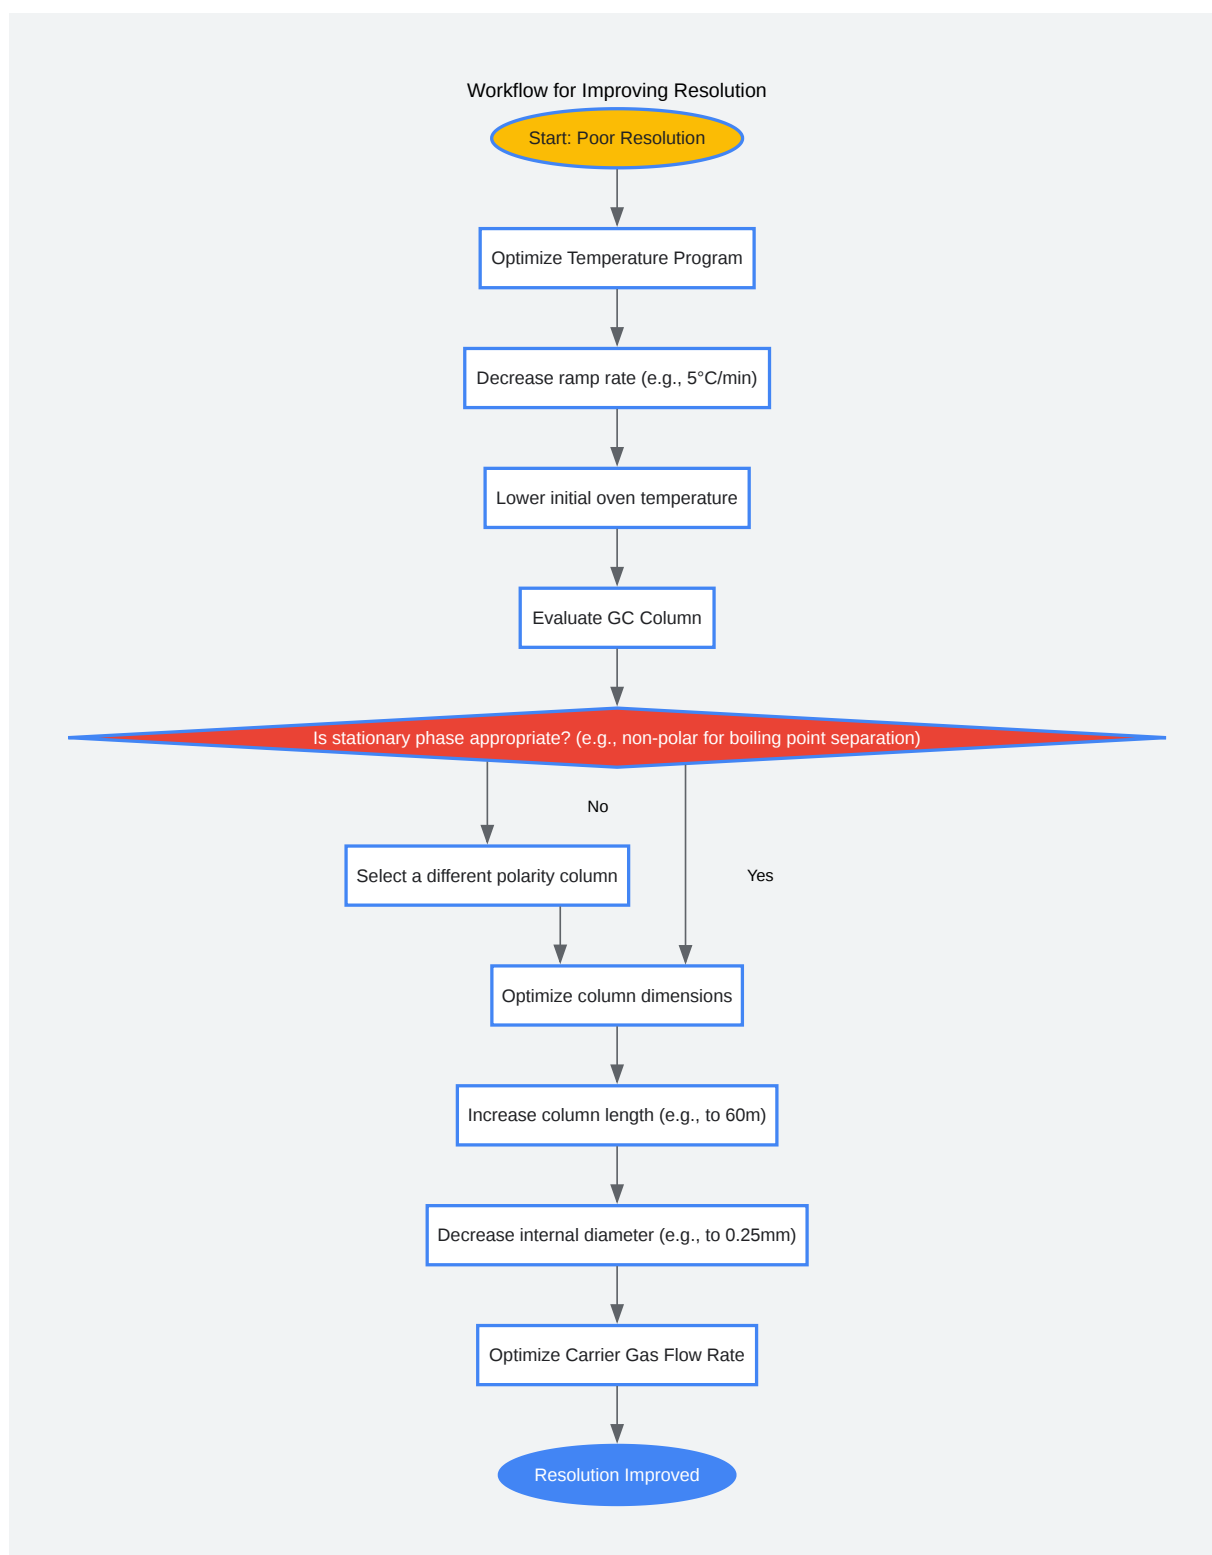 Workflow for Improving Resolution
Start: Poor Resolution
Optimize Temperature Program
Decrease ramp rate (e.g., 5°C/min)
Lower initial oven temperature
Evaluate GC Column
Is stationary phase appropriate? (e.g., non-polar for boiling point separation)
No
Select a different polarity column
Yes
Optimize column dimensions
Increase column length (e.g., to 60m)
Decrease internal diameter (e.g., to 0.25mm)
Optimize Carrier Gas Flow Rate
Resolution Improved